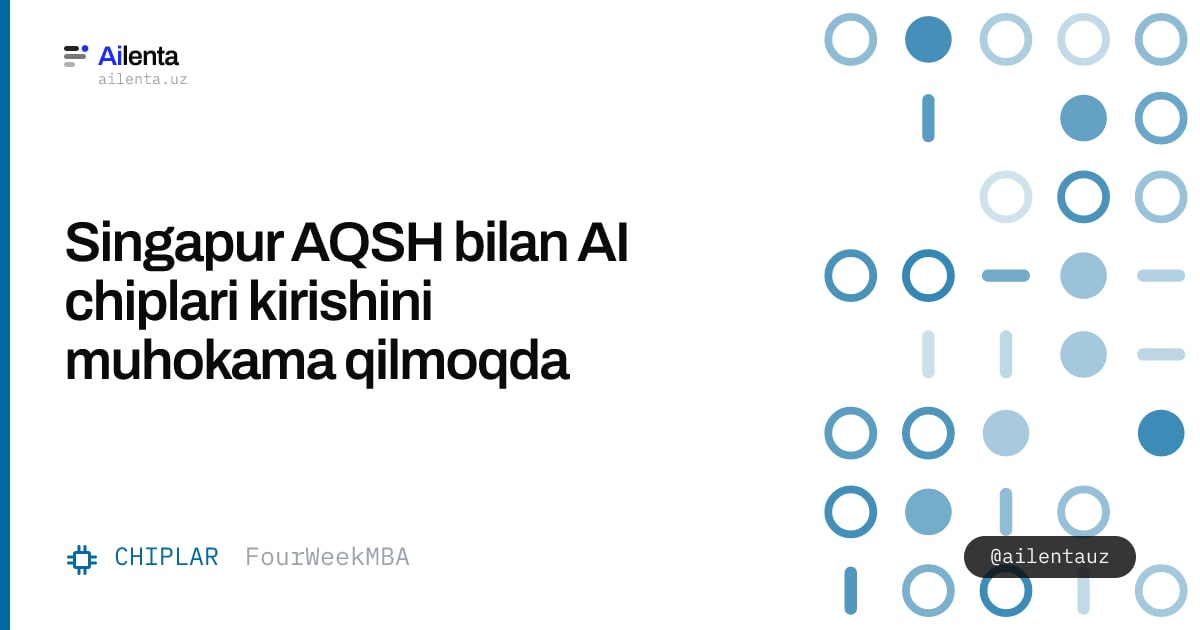 Ailenta
ailenta.uz
Singapur AQSH bilan AI
chiplari kirishini
muhokama qilmoqda
CHIPLAR FourWeekMBA
@ailentauz